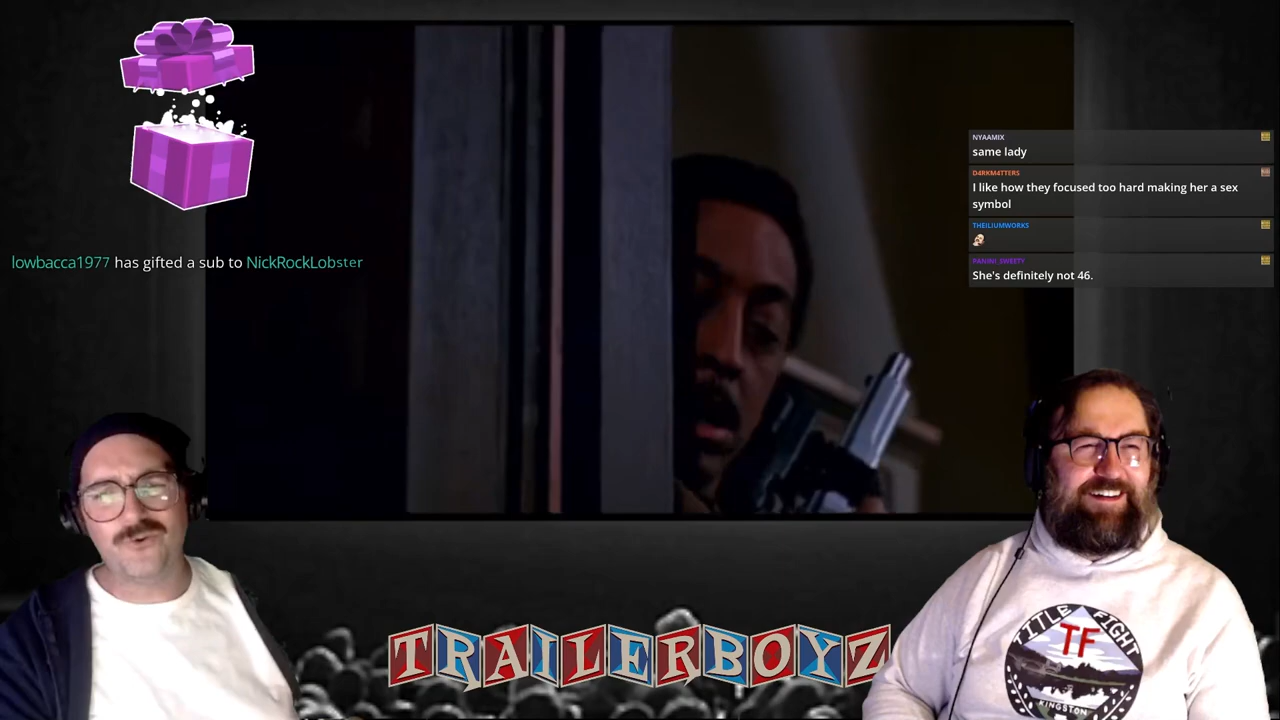 NYAAMIX
same lady
D4RKM4TTERS
I like how they focused too hard making her a sex
symbol
THEILIUMWORKS
PANINI_SWEETY
She's definitely not 46.
lowbacca1977 has gifted a sub to NickRockLobster
TITLE FIGHT
TF
KINGSTON
TRAILERBOYZ